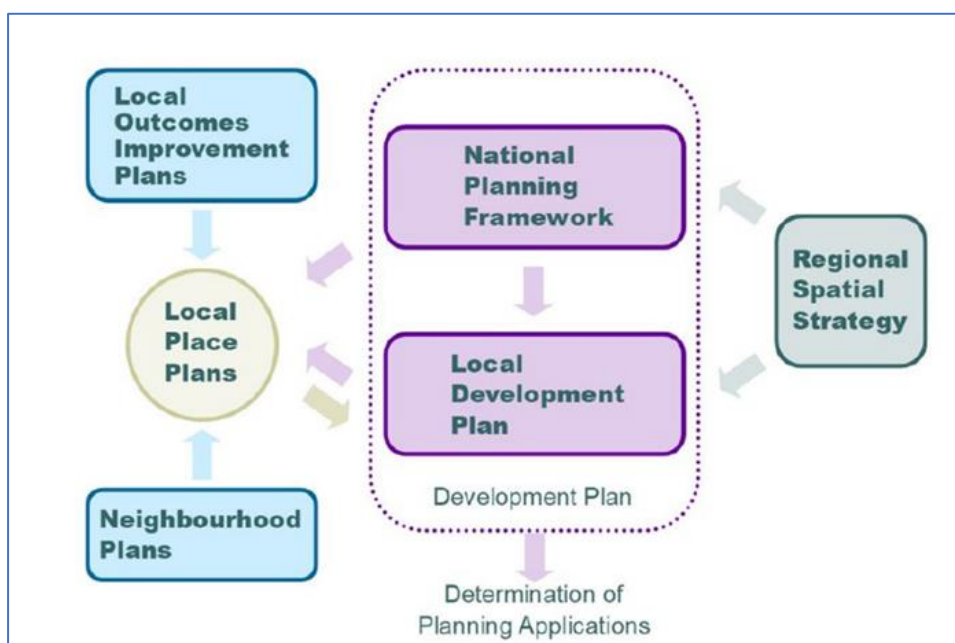 Local
Outcomes
Improvement
Plans
National
Planning
Framework
Regional
Spatial
Strategy
Local
Place
Plans
Local
Development
Plan
Neighbourhood
Plans
Development Plan
Determination of
Planning Applications